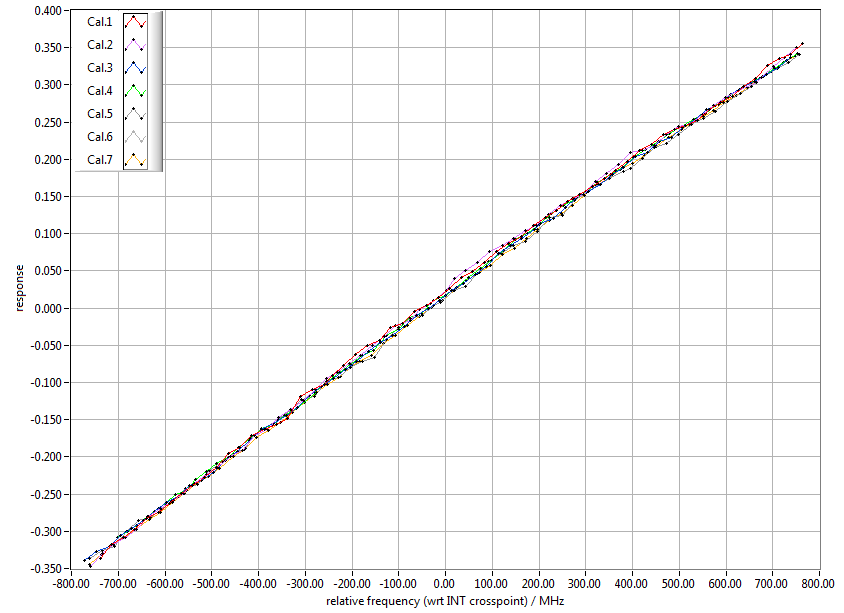 0.400
0.350
0.300
0.250
0.200
0.150
0.100
0.050
0.000
-0.050
-0.100
-0.150
-0.200
-0.250
-0.300
-0.350
response
Cal.1
Cal.2
Cal.3
Cal.4
Cal.5
Cal.6
Cal.7
-800.00 -700.00 -600.00 -500.00 -400.00 -300.00 -200.00 -100.00 0.00 100.00 200.00 300.00 400.00 500.00 600.00 700.00 800.00
relative frequency (wrt INT crosspoint) / MHz